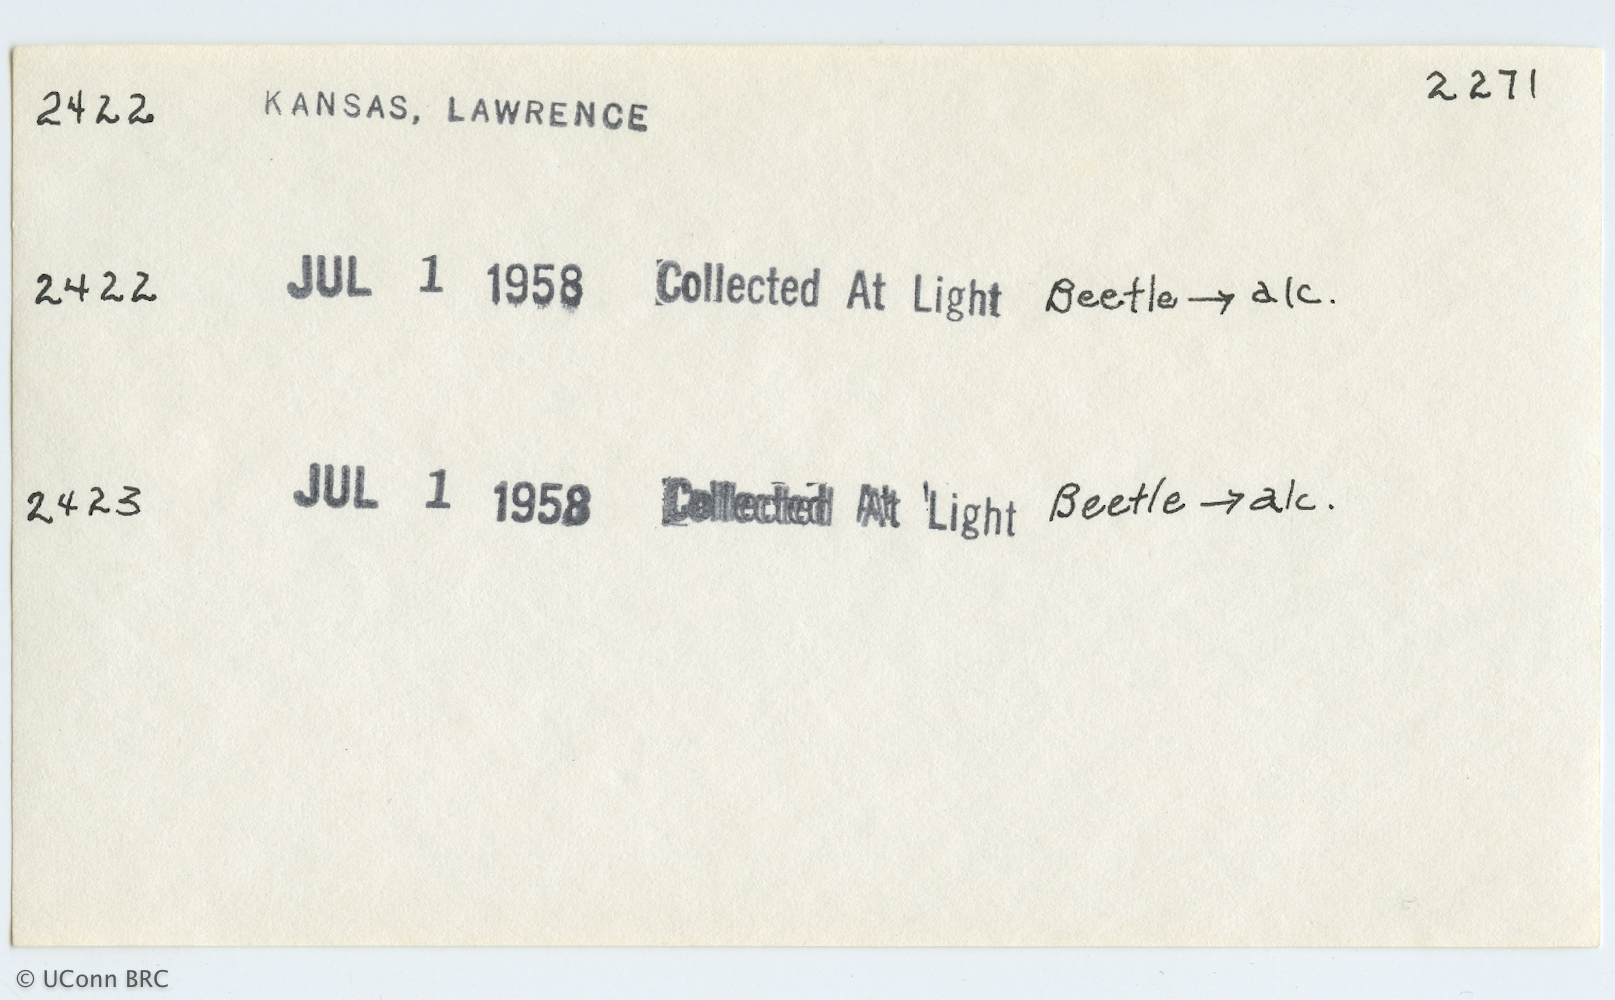 2422 KANSAS, LAWRENCE 2271
2422 JUL 1 1958 Collected At Light Beetle → alc.
2423 JUL 1 1958 Collected At Light Beetle → alc.
© UConn BRC